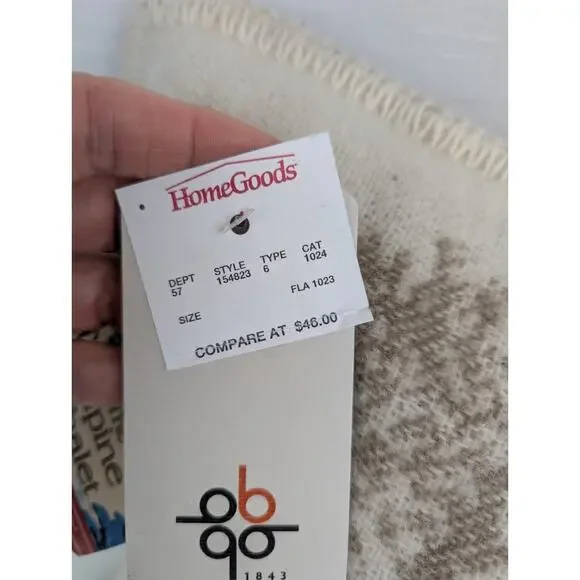 HomeGoods
DEPT STYLE TYPE CAT
57 154823 6 1024
SIZE FLA 1023
COMPARE AT $46.00
1843